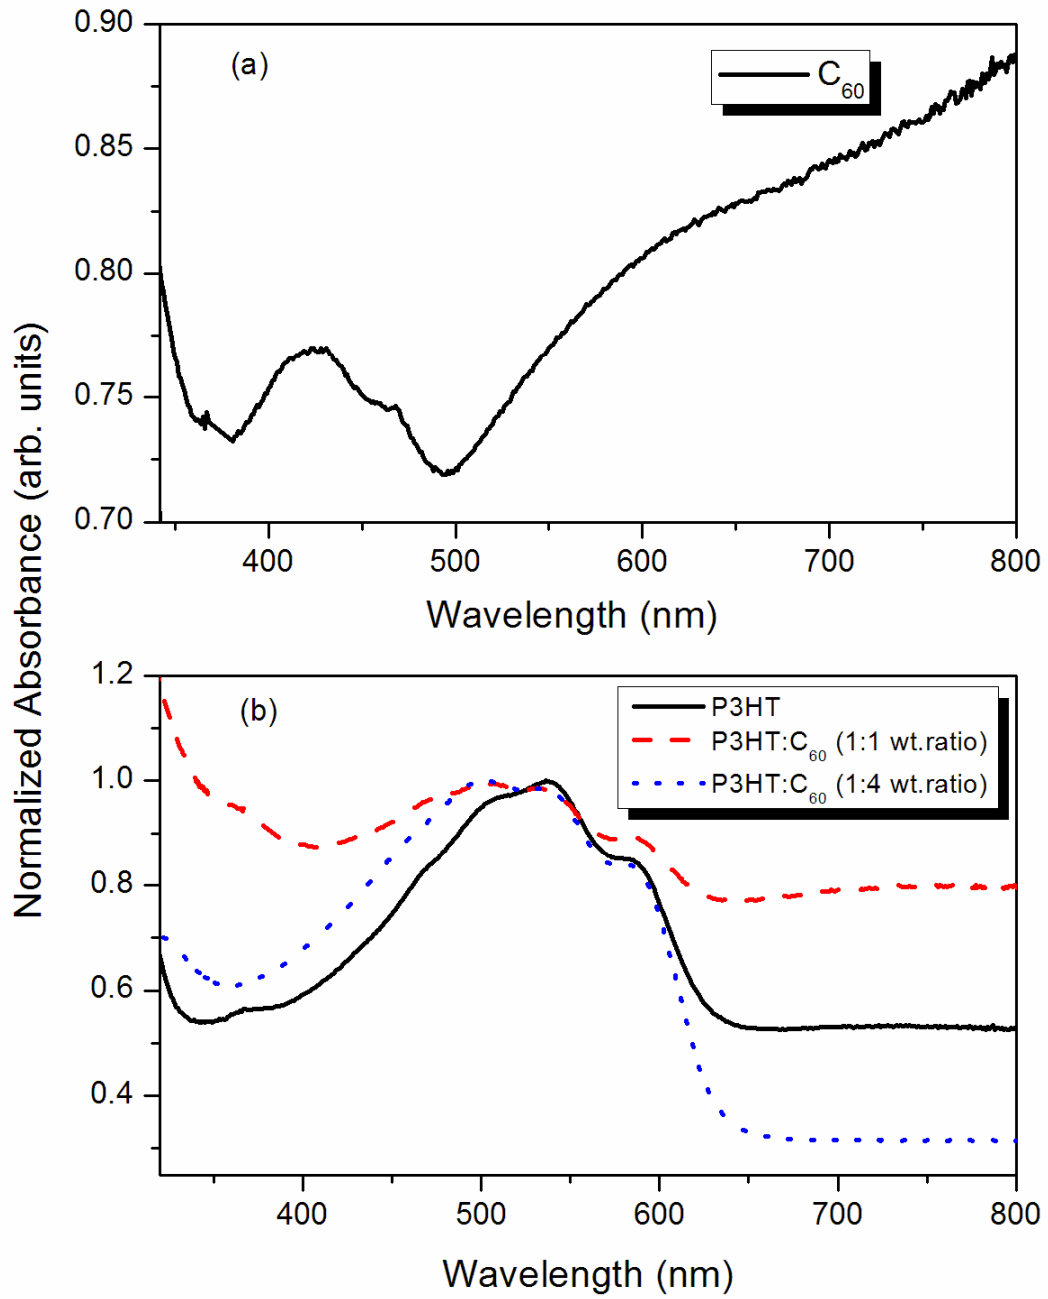 Normalized Absorbance (arb. units)
(a)
C₆₀
0.90
0.85
0.80
0.75
0.70
400 500 600 700 800
Wavelength (nm)
(b)
P3HT
P3HT:C₆₀ (1:1 wt.ratio)
P3HT:C₆₀ (1:4 wt.ratio)
1.2
1.0
0.8
0.6
0.4
400 500 600 700 800
Wavelength (nm)